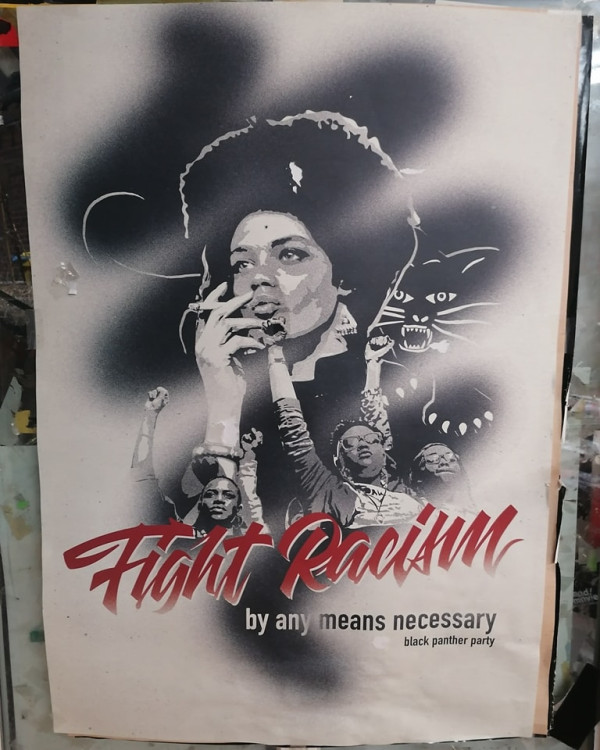 Fight Racism
by any means necessary
black panther party